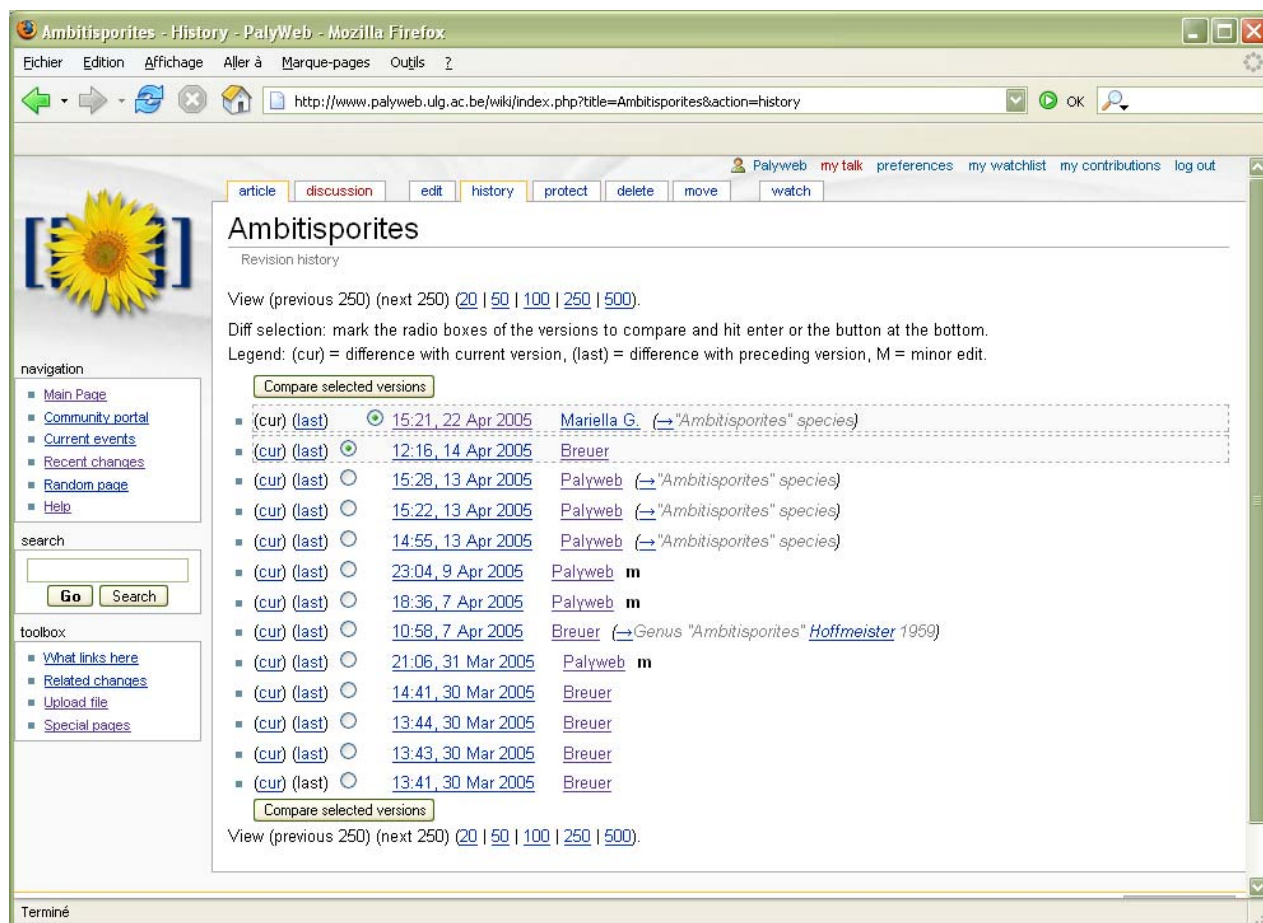 Ambitisporites - History - PalyWeb - Mozilla Firefox
Fichier Edition Affichage Aller à Marque-pages Outils ?
http://www.palyweb.ulg.ac.be/wiki/index.php?title=Ambitisporites&action=history OK
Palyweb my talk preferences my watchlist my contributions log out
article discussion edit history protect delete move watch
Ambitisporites
Revision history
View (previous 250) (next 250) (20 | 50 | 100 | 250 | 500).
Diff selection: mark the radio boxes of the versions to compare and hit enter or the button at the bottom.
Legend: (cur) = difference with current version, (last) = difference with preceding version, M = minor edit.
Compare selected versions
(cur) (last) 15:21, 22 Apr 2005 Mariella G. (→"Ambitisporites" species)
(cur) (last) 12:16, 14 Apr 2005 Breuer
(cur) (last) 15:28, 13 Apr 2005 Palyweb (→"Ambitisporites" species)
(cur) (last) 15:22, 13 Apr 2005 Palyweb (→"Ambitisporites" species)
(cur) (last) 14:55, 13 Apr 2005 Palyweb (→"Ambitisporites" species)
(cur) (last) 23:04, 9 Apr 2005 Palyweb m
(cur) (last) 18:36, 7 Apr 2005 Palyweb m
(cur) (last) 10:58, 7 Apr 2005 Breuer (→Genus "Ambitisporites" Hoffmeister 1959)
(cur) (last) 21:06, 31 Mar 2005 Palyweb m
(cur) (last) 14:41, 30 Mar 2005 Breuer
(cur) (last) 13:44, 30 Mar 2005 Breuer
(cur) (last) 13:43, 30 Mar 2005 Breuer
(cur) (last) 13:41, 30 Mar 2005 Breuer
Compare selected versions
View (previous 250) (next 250) (20 | 50 | 100 | 250 | 500).
navigation
Main Page
Community portal
Current events
Recent changes
Random page
Help
search
Go Search
toolbox
What links here
Related changes
Upload file
Special pages
Terminé